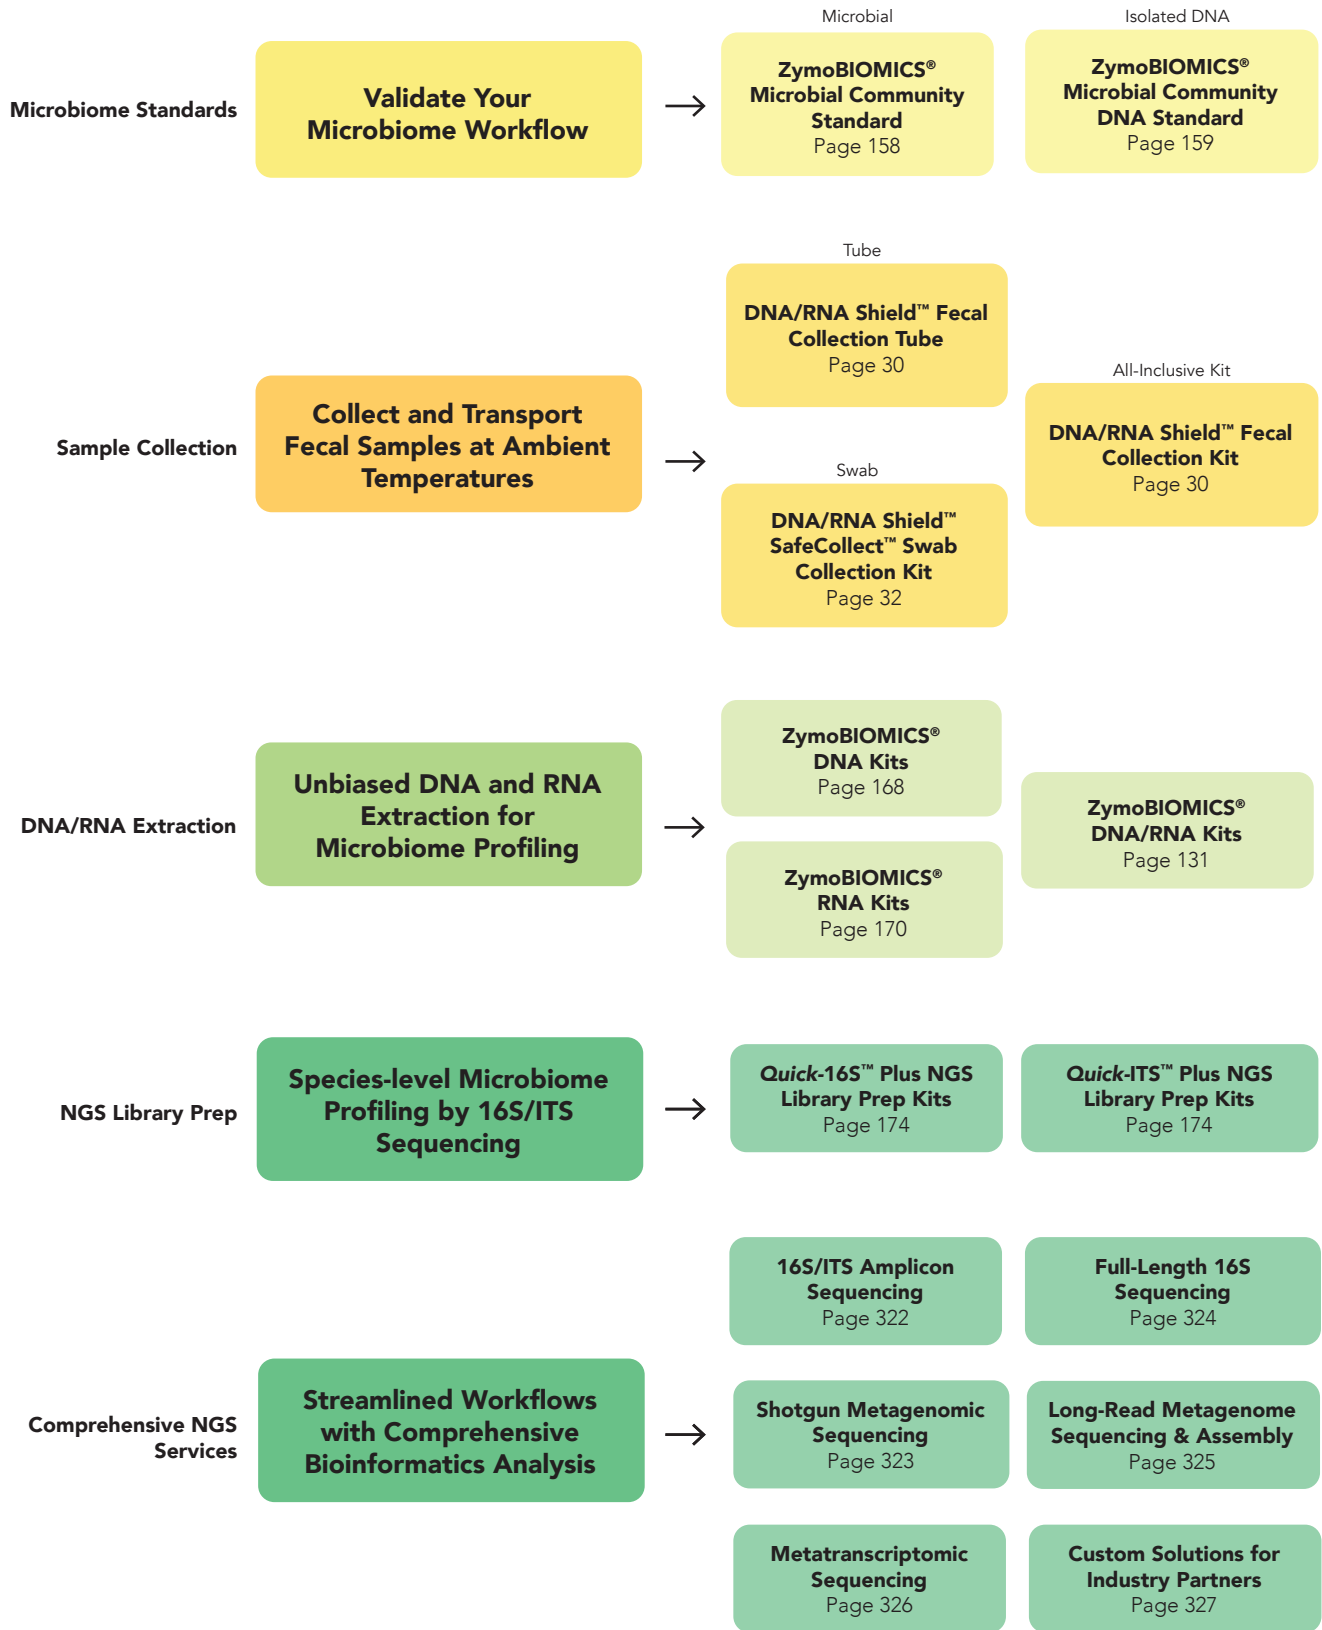 Microbiome Standards
Validate Your
Microbiome Workflow
Microbial
ZymoBIOMICS®
Microbial Community
Standard
Page 158
Isolated DNA
ZymoBIOMICS®
Microbial Community
DNA Standard
Page 159
Sample Collection
Collect and Transport
Fecal Samples at Ambient
Temperatures
Tube
DNA/RNA Shield™ Fecal
Collection Tube
Page 30
Swab
DNA/RNA Shield™
SafeCollect™ Swab
Collection Kit
Page 32
All-Inclusive Kit
DNA/RNA Shield™ Fecal
Collection Kit
Page 30
DNA/RNA Extraction
Unbiased DNA and RNA
Extraction for
Microbiome Profiling
ZymoBIOMICS®
DNA Kits
Page 168
ZymoBIOMICS®
RNA Kits
Page 170
ZymoBIOMICS®
DNA/RNA Kits
Page 131
NGS Library Prep
Species-level Microbiome
Profiling by 16S/ITS
Sequencing
Quick-16S™ Plus NGS
Library Prep Kits
Page 174
Quick-ITS™ Plus NGS
Library Prep Kits
Page 174
Comprehensive NGS
Services
Streamlined Workflows
with Comprehensive
Bioinformatics Analysis
16S/ITS Amplicon
Sequencing
Page 322
Full-Length 16S
Sequencing
Page 324
Shotgun Metagenomic
Sequencing
Page 323
Long-Read Metagenome
Sequencing & Assembly
Page 325
Metatranscriptomic
Sequencing
Page 326
Custom Solutions for
Industry Partners
Page 327